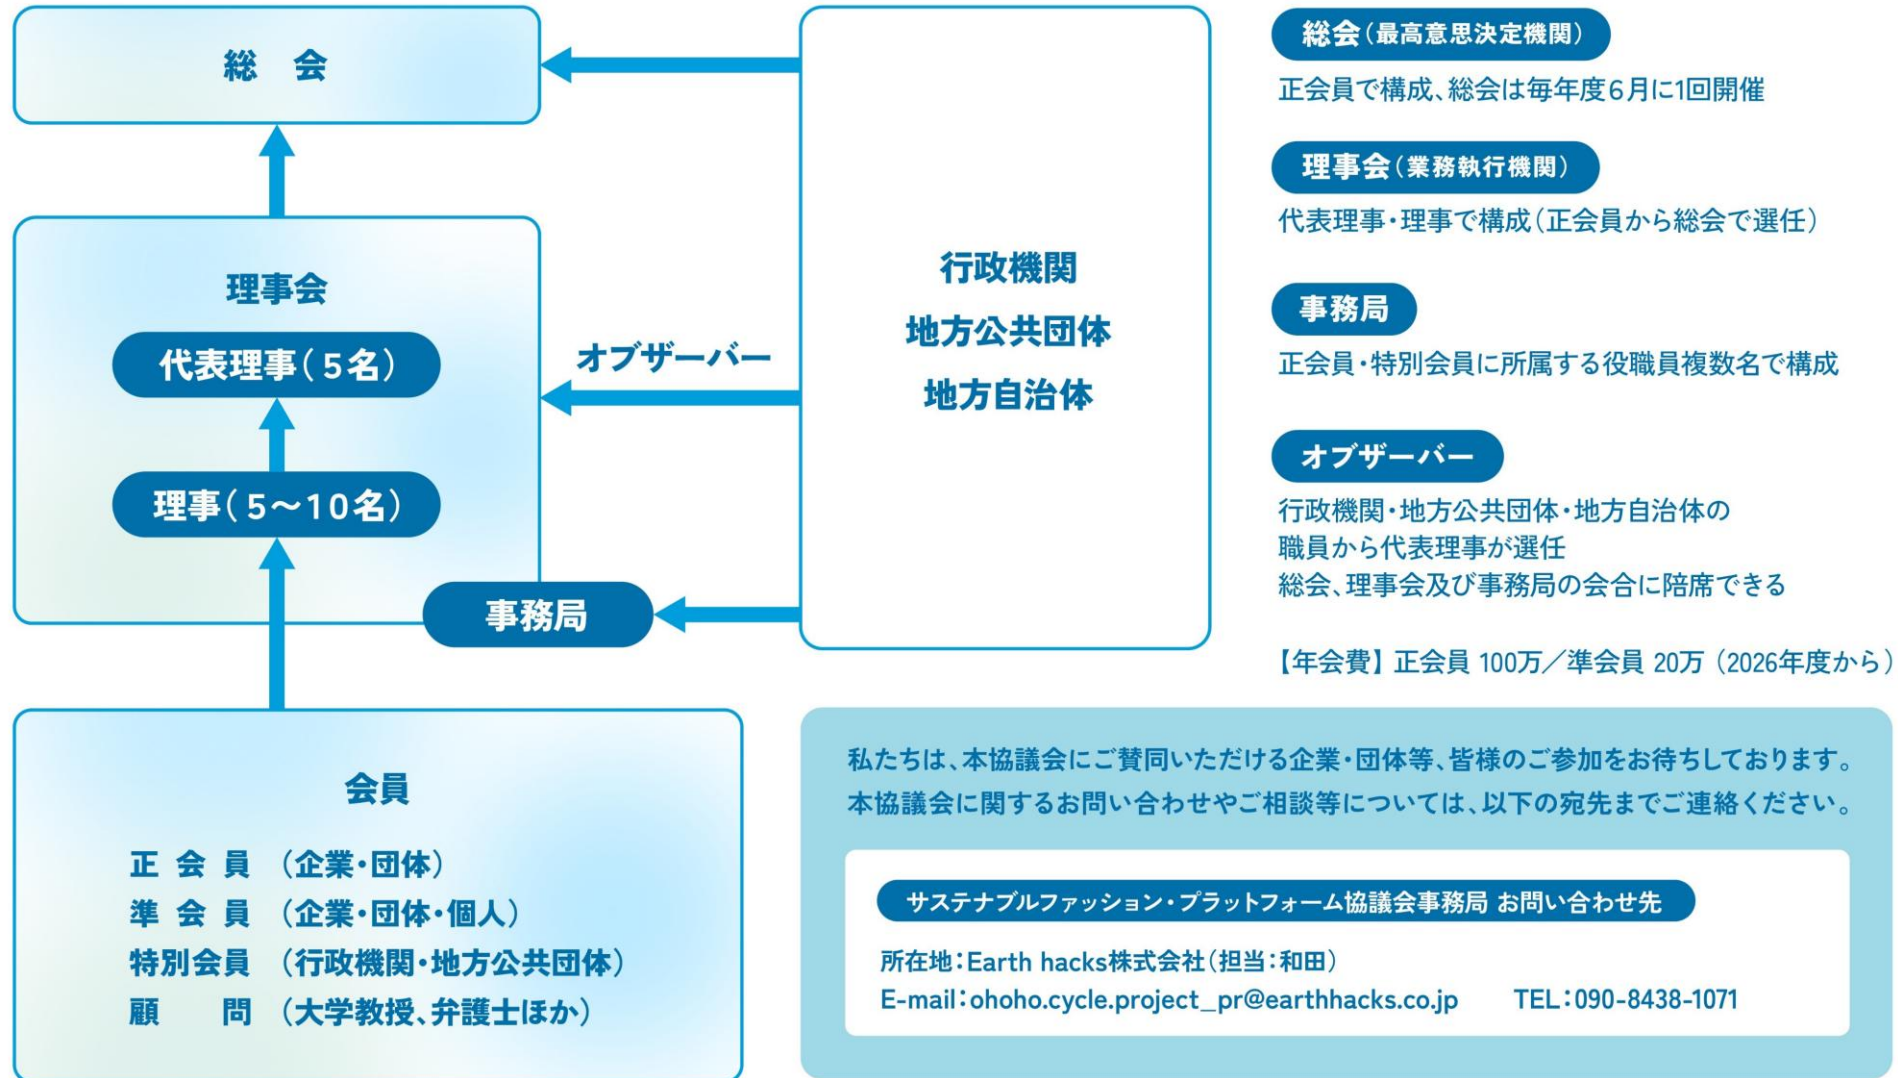 総 会
理事会
代表理事（5名）
理事（5～10名）
事務局
オブザーバー
行政機関
地方公共団体
地方自治体
会員
正 会 員 （企業・団体）
準 会 員 （企業・団体・個人）
特別会員 （行政機関・地方公共団体）
顧 問 （大学教授、弁護士ほか）
総会（最高意思決定機関）
正会員で構成、総会は毎年度6月に1回開催
理事会（業務執行機関）
代表理事・理事で構成（正会員から総会で選任）
事務局
正会員・特別会員に所属する役職員複数名で構成
オブザーバー
行政機関・地方公共団体・地方自治体の
職員から代表理事が選任
総会、理事会及び事務局の会合に陪席できる
【年会費】正会員 100万／準会員 20万（2026年度から）
私たちは、本協議会にご賛同いただける企業・団体等、皆様のご参加をお待ちしております。
本協議会に関するお問い合わせやご相談等については、以下の宛先までご連絡ください。
サステナブルファッション・プラットフォーム協議会事務局 お問い合わせ先
所在地：Earth hacks株式会社（担当：和田）
E-mail：ohoho.cycle.project_pr@earthhacks.co.jp TEL：090-8438-1071